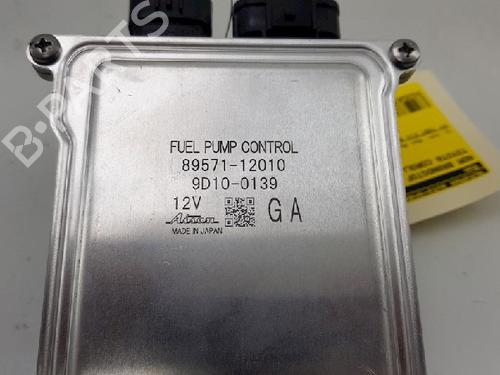 FUEL PUMP CONTROL
89571-12010
9D10-0139
12V
Aisan
GA
MADE IN JAPAN
B-PARTS